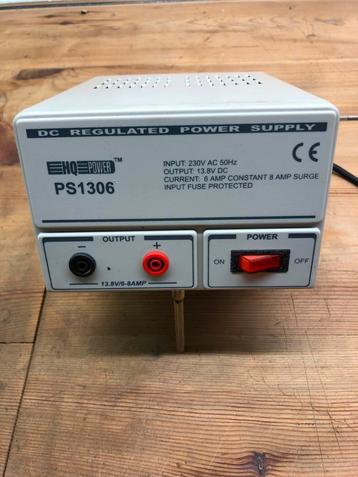 DC REGULATED POWER SUPPLY
HQ POWER™
PS1306
INPUT: 230V AC 50Hz
OUTPUT: 13.8V DC
CURRENT: 6 AMP CONSTANT 8 AMP SURGE
INPUT FUSE PROTECTED
CE
OUTPUT
− +
13.8V/6-8AMP
POWER
ON OFF